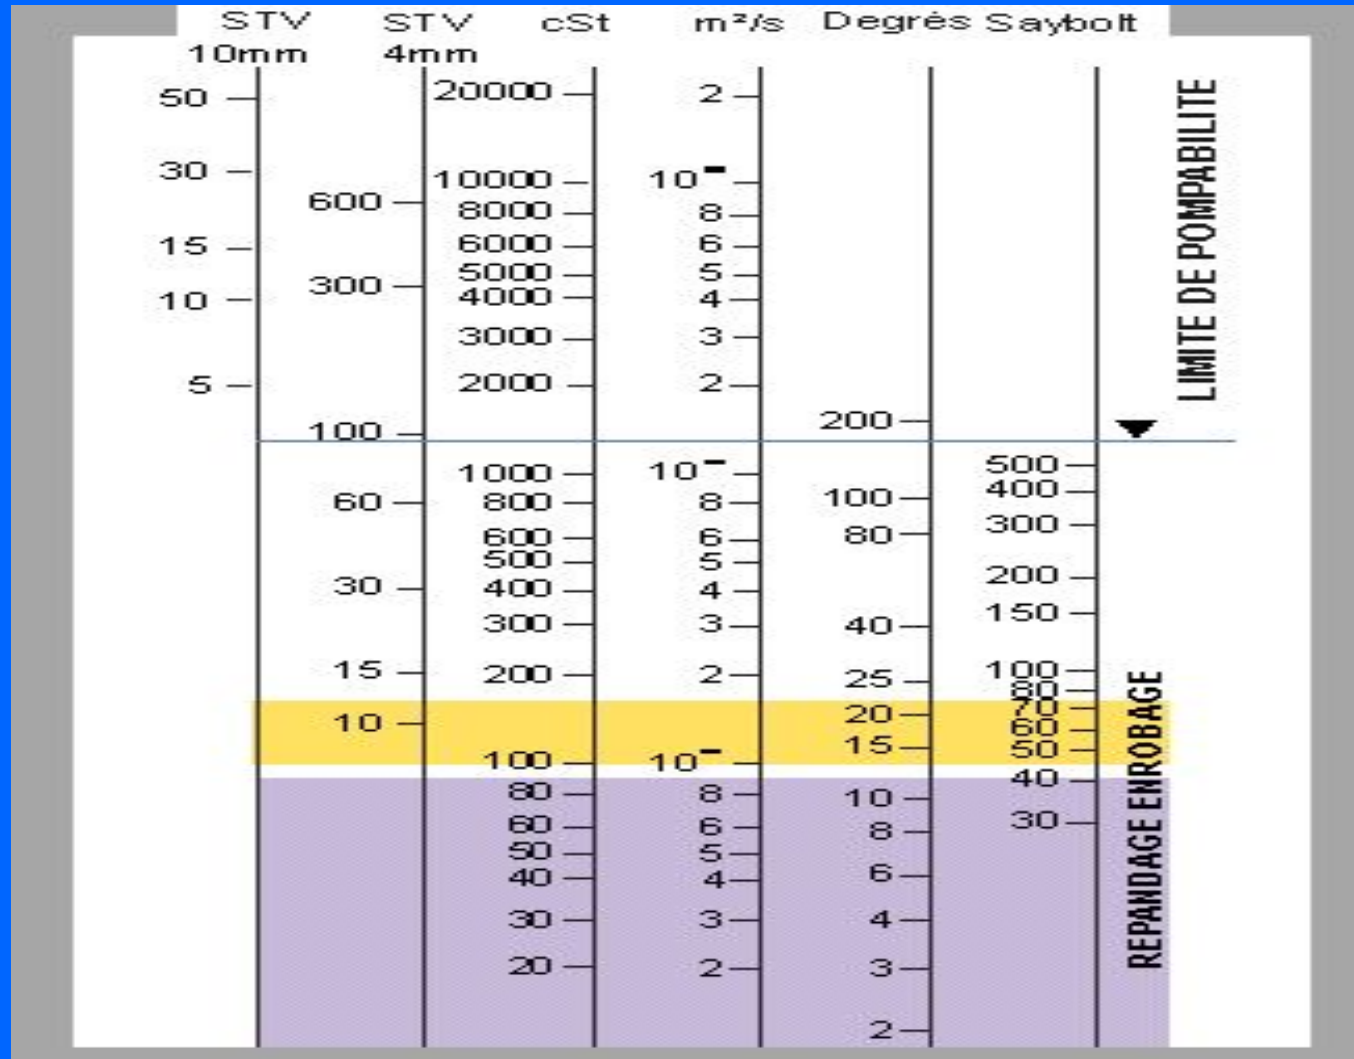 STV STV cSt m²/s Degrés Saybolt
10mm 4mm
50 20000 2
30 10000 10⁻
600 8000 8
15 6000 6
5000 5
10 300 4000 4
3000 3
5 2000 2
100 200
1000 10⁻ 500
60 800 8 100 400
600 6 80 300
500 5
30 400 4 200
300 3 40 150
15 200 2 25 100
80
10 20 70
60
15 50
100 10⁻ 40
80 8 10
60 6 8 30
50 5
40 4 6
30 3 4
20 2 3
2
LIMITE DE POMPABILITE
REPANDAGE ENROBAGE